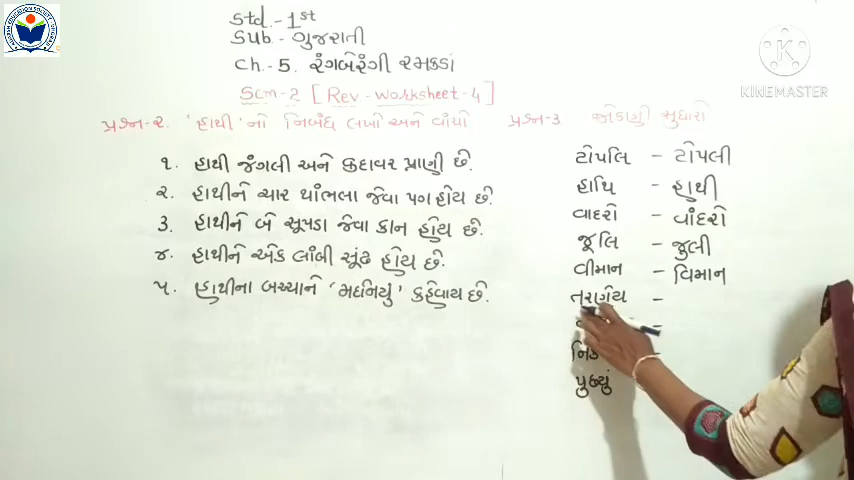 Std.-1st
Sub.- ગુજરાતી
Ch.-5. રંગબેરંગી રમકડાં
Sem-2 [Rev.-worksheet-4]
પ્રશ્ન-૨. 'હાથી' નો નિબંધ લખો અને વાંચો
૧. હાથી જંગલી અને કદાવર પ્રાણી છે.
૨. હાથીને ચાર થાંભલા જેવા પગ હોય છે.
૩. હાથીને બે સૂપડા જેવા કાન હોય છે.
૪. હાથીને એક લાંબી સૂંઢ હોય છે.
૫. હાથીના બચ્ચાને 'મદનિયું' કહેવાય છે.
પ્રશ્ન-૩ જોડણી સુધારો
ટોપલિ - ટોપલી
હાથિ - હાથી
વાદરો - વાંદરો
જૂલિ - જુલી
વીમાન - વિમાન
તરણેય -
પુછ્યું
KINEMASTER